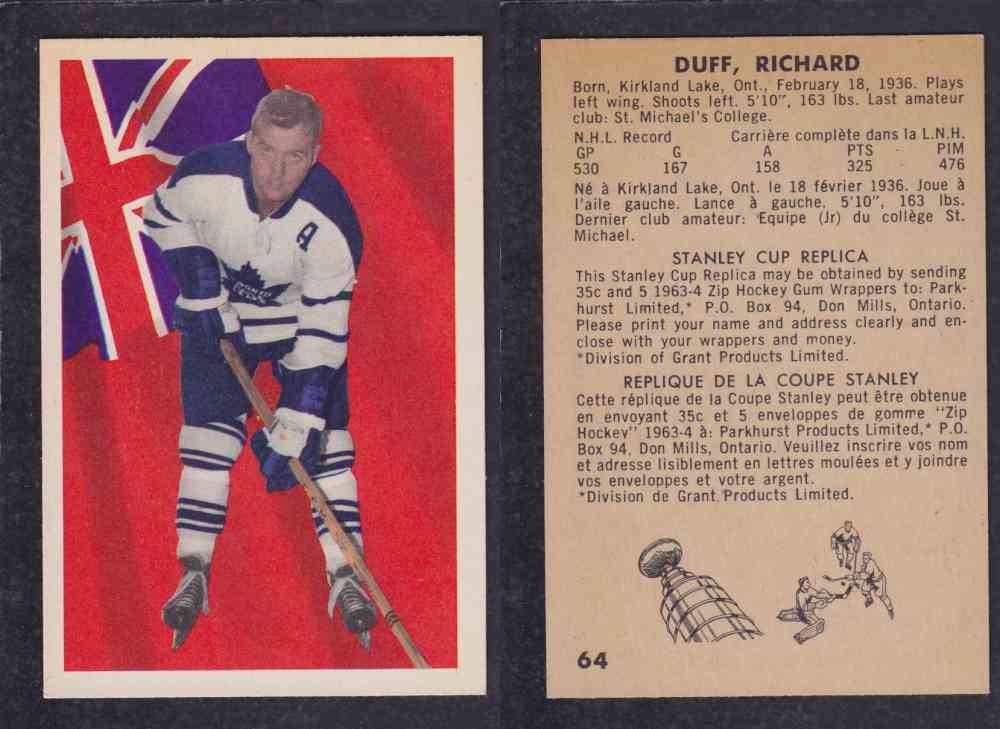 A
TORONTO
DUFF, RICHARD
Born, Kirkland Lake, Ont., February 18, 1936. Plays
left wing. Shoots left. 5'10", 163 lbs. Last amateur
club: St. Michael's College.
N.H.L. Record Carrière complète dans la L.N.H.
GP G A PTS PIM
530 167 158 325 476
Né à Kirkland Lake, Ont. le 18 février 1936. Joue à
l'aile gauche. Lance à gauche. 5'10", 163 lbs.
Dernier club amateur: Equipe (Jr) du collège St.
Michael.
STANLEY CUP REPLICA
This Stanley Cup Replica may be obtained by sending
35c and 5 1963-4 Zip Hockey Gum Wrappers to: Park-
hurst Limited,* P.O. Box 94, Don Mills, Ontario.
Please print your name and address clearly and en-
close with your wrappers and money.
*Division of Grant Products Limited.
REPLIQUE DE LA COUPE STANLEY
Cette réplique de la Coupe Stanley peut être obtenue
en envoyant 35c et 5 enveloppes de gomme "Zip
Hockey" 1963-4 à: Parkhurst Products Limited,* P.O.
Box 94, Don Mills, Ontario. Veuillez inscrire vos nom
et adresse lisiblement en lettres moulées et y joindre
vos enveloppes et votre argent.
*Division de Grant Products Limited.
64